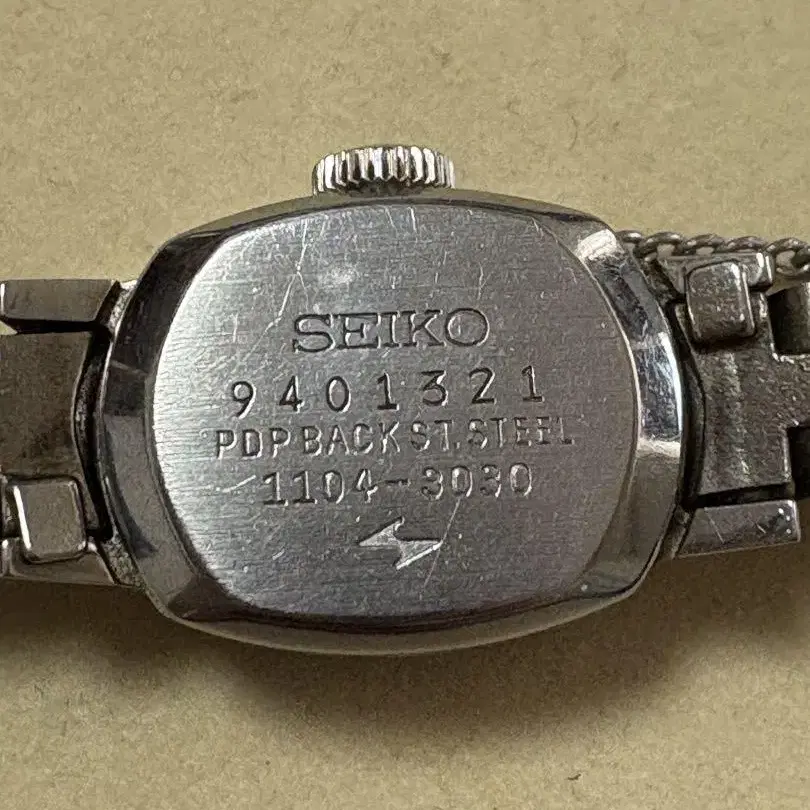 SEIKO
9401321
PDP BACK ST. STEEL
1104-3030